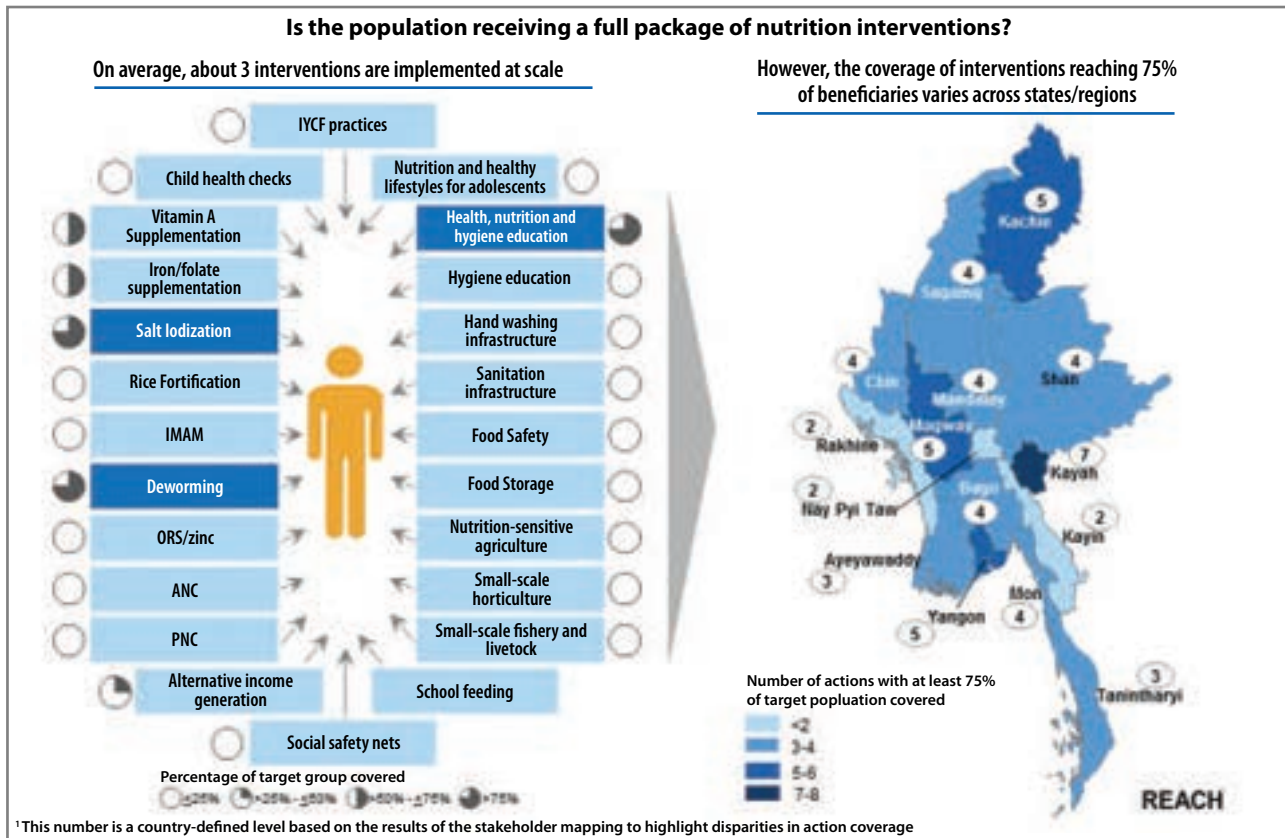 Is the population receiving a full package of nutrition interventions?
On average, about 3 interventions are implemented at scale
IYCF practices
Child health checks
Nutrition and healthy
lifestyles for adolescents
Vitamin A
Supplementation
Health, nutrition and
hygiene education
Iron/folate
supplementation
Hygiene education
Salt Iodization
Hand washing
infrastructure
Rice Fortification
Sanitation
infrastructure
IMAM
Food Safety
Deworming
Food Storage
ORS/zinc
Nutrition-sensitive
agriculture
ANC
Small-scale
horticulture
PNC
Small-scale fishery and
livetock
Alternative income
generation
School feeding
Social safety nets
Percentage of target group covered
≤25%
>25% - ≤50%
>50% - ≤75%
>75%
However, the coverage of interventions reaching 75%
of beneficiaries varies across states/regions
5
Kachin
4
Sagaing
4
Chin
4
Mandalay
4
Shan
2
Rakhine
Magway
5
7
Kayah
2
Nay Pyi Taw
Bago
4
2
Kayin
Ayeyawaddy
3
Yangon
5
Mon
4
3
Tanintharyi
Number of actions with at least 75%
of target popluation covered
<2
3-4
5-6
7-8
REACH
¹This number is a country-defined level based on the results of the stakeholder mapping to highlight disparities in action coverage